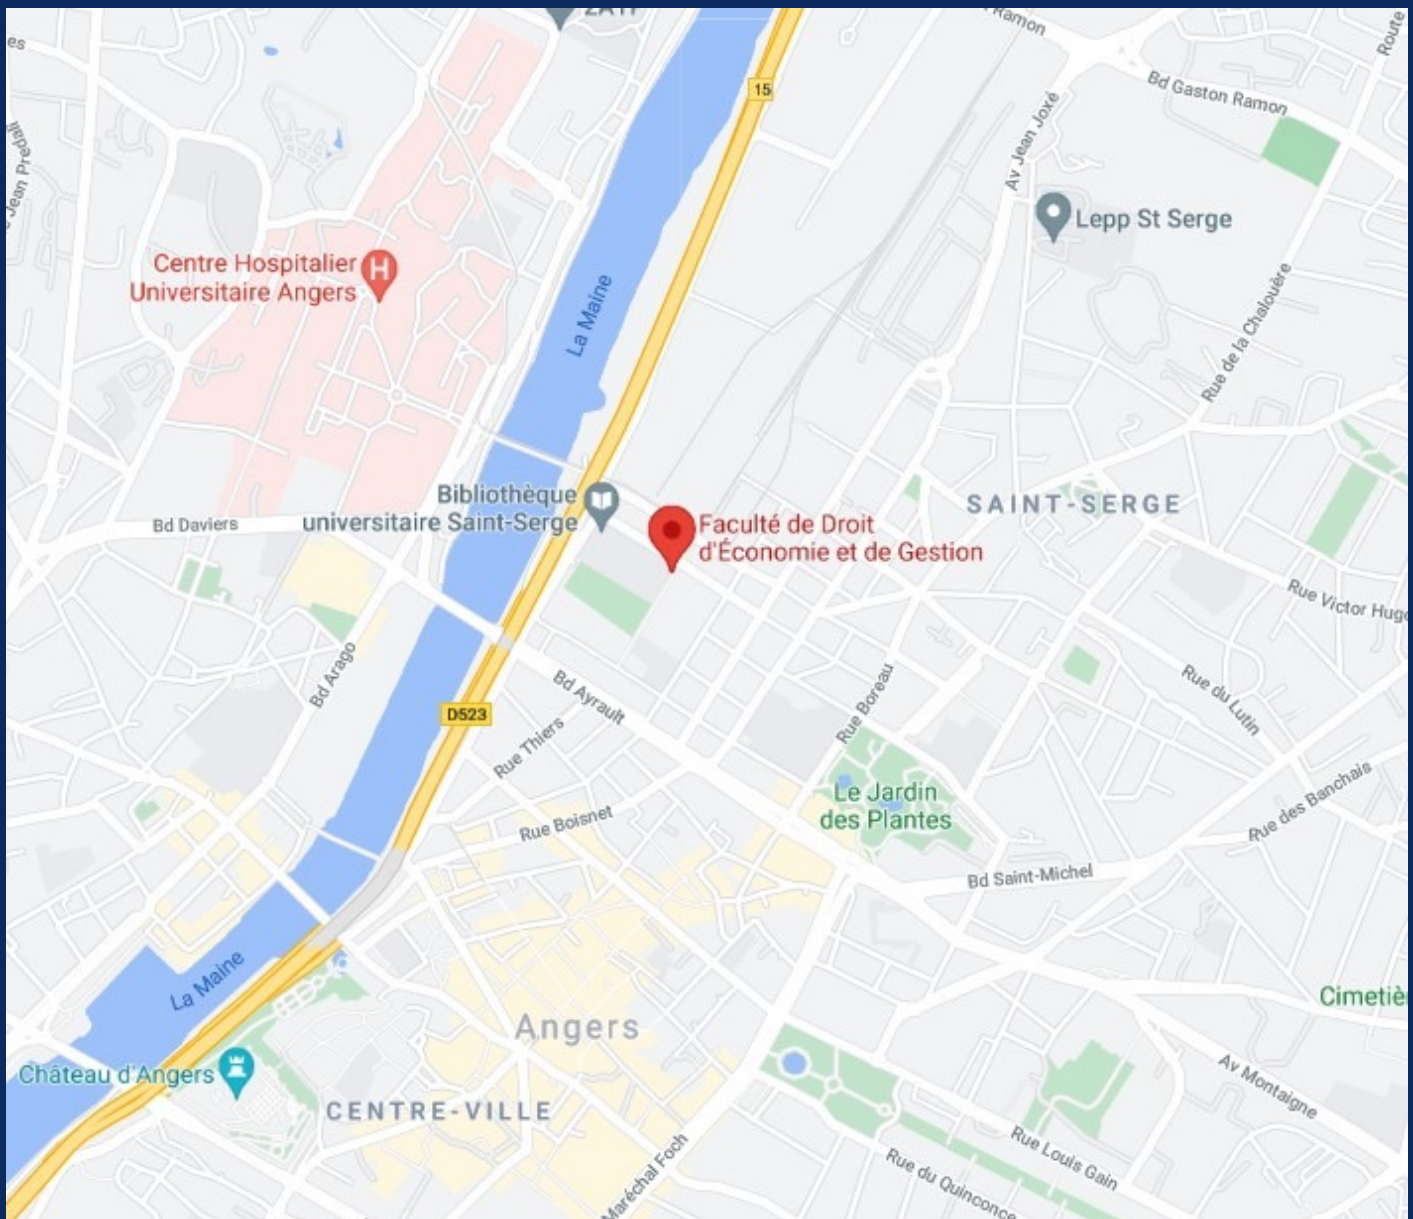 Ramon
Route
es
15
Bd Gaston Ramon
Av Jean Joxé
Jean Predali
Lepp St Serge
Centre Hospitalier
Universitaire Angers
La Maine
Rue de la Chalouère
Bibliothèque
universitaire Saint-Serge
SAINT-SERGE
Bd Daviers
Faculté de Droit
d'Économie et de Gestion
Rue Victor Hugo
Bd Arago
Rue Boreau
Rue du Lutin
Bd Ayrault
D523
Rue Thiers
Rue des Banchais
Le Jardin
des Plantes
Rue Boisnet
Bd Saint-Michel
La Maine
Cimetièr
Angers
Château d'Angers
Av Montaigne
CENTRE-VILLE
Rue Louis Gain
Maréchal Foch
Rue du Quinconce